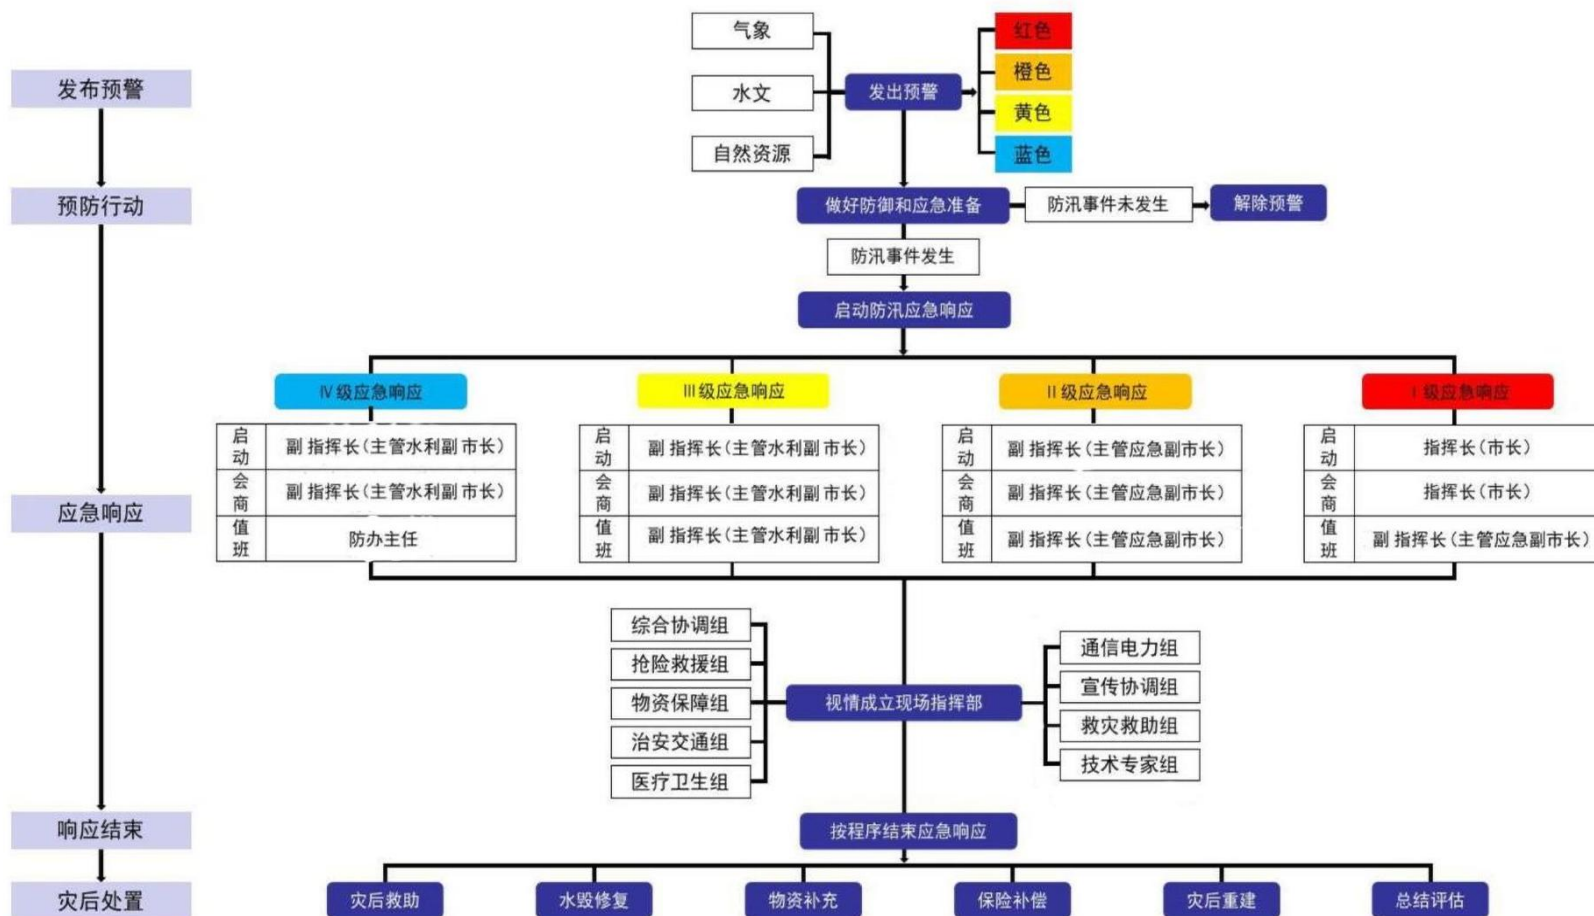 气象
红色
发布预警
水文
发出预警
橙色
黄色
自然资源
蓝色
预防行动
做好防御和应急准备
防汛事件未发生
解除预警
防汛事件发生
启动防汛应急响应
Ⅳ级应急响应
Ⅲ级应急响应
Ⅱ级应急响应
Ⅰ级应急响应
启动 副指挥长(主管水利副市长)
会商 副指挥长(主管水利副市长)
值班 防办主任
启动 副指挥长(主管水利副市长)
会商 副指挥长(主管水利副市长)
值班 副指挥长(主管水利副市长)
启动 副指挥长(主管应急副市长)
会商 副指挥长(主管应急副市长)
值班 副指挥长(主管应急副市长)
启动 指挥长(市长)
会商 指挥长(市长)
值班 副指挥长(主管应急副市长)
应急响应
综合协调组
抢险救援组
物资保障组
治安交通组
医疗卫生组
视情成立现场指挥部
通信电力组
宣传协调组
救灾救助组
技术专家组
响应结束
按程序结束应急响应
灾后处置
灾后救助
水毁修复
物资补充
保险补偿
灾后重建
总结评估